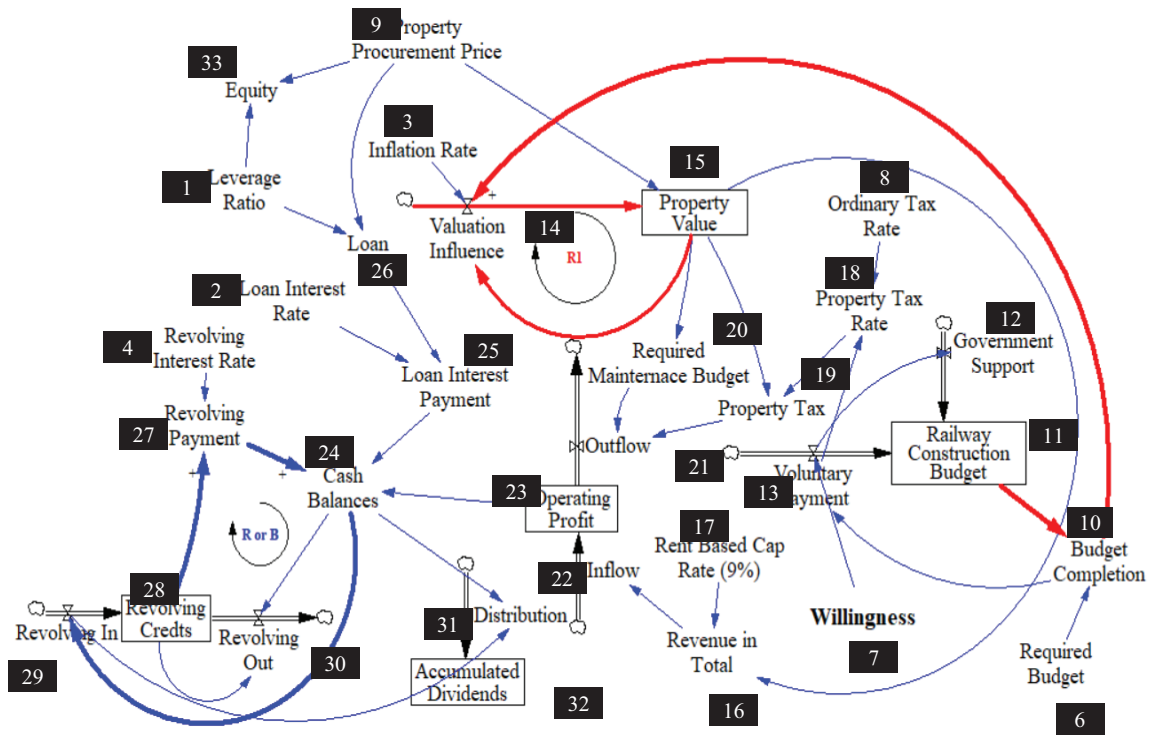 9
Property
Procurement Price
33
Equity
3
Inflation Rate
15
8
1
Leverage
Ratio
Property
Value
Ordinary Tax
Rate
+
Valuation
Influence
14
R1
Loan
26
18
Property Tax
Rate
2
Loan Interest
Rate
20
12
Government
Support
4
Revolving
Interest Rate
25
Required
Mainternace Budget
19
Loan Interest
Payment
Property Tax
27
Revolving
Payment
Outflow
Railway
Construction
Budget
11
24
21
+
+
Cash
Balances
23
Operating
Profit
13
Voluntary
Payment
17
10
Rent Based Cap
Rate (9%)
Budget
Completion
R or B
28
22
Inflow
Revolving
Credts
31
Distribution
Willingness
Revolving In
Revolving
Out
Revenue in
Total
7
Required
Budget
29
30
Accumulated
Dividends
32
16
6